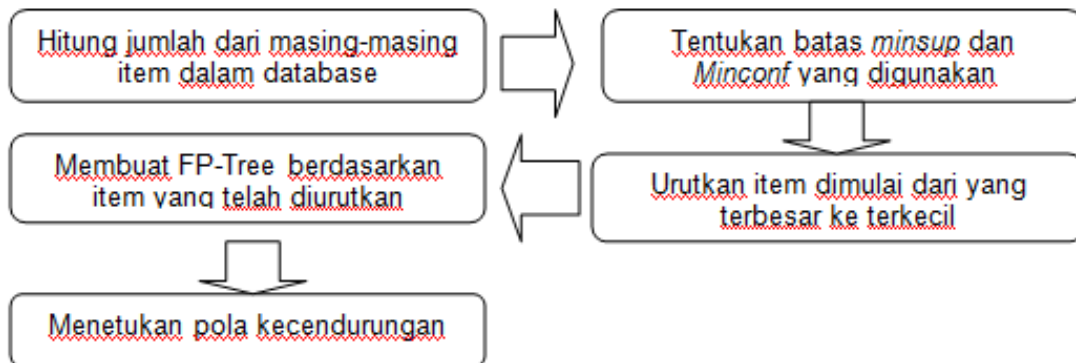 Hitung jumlah dari masing-masing
item dalam database
Tentukan batas minsup dan
Minconf yang digunakan
Urutkan item dimulai dari yang
terbesar ke terkecil
Membuat FP-Tree berdasarkan
item yang telah diurutkan
Menetukan pola kecendurungan